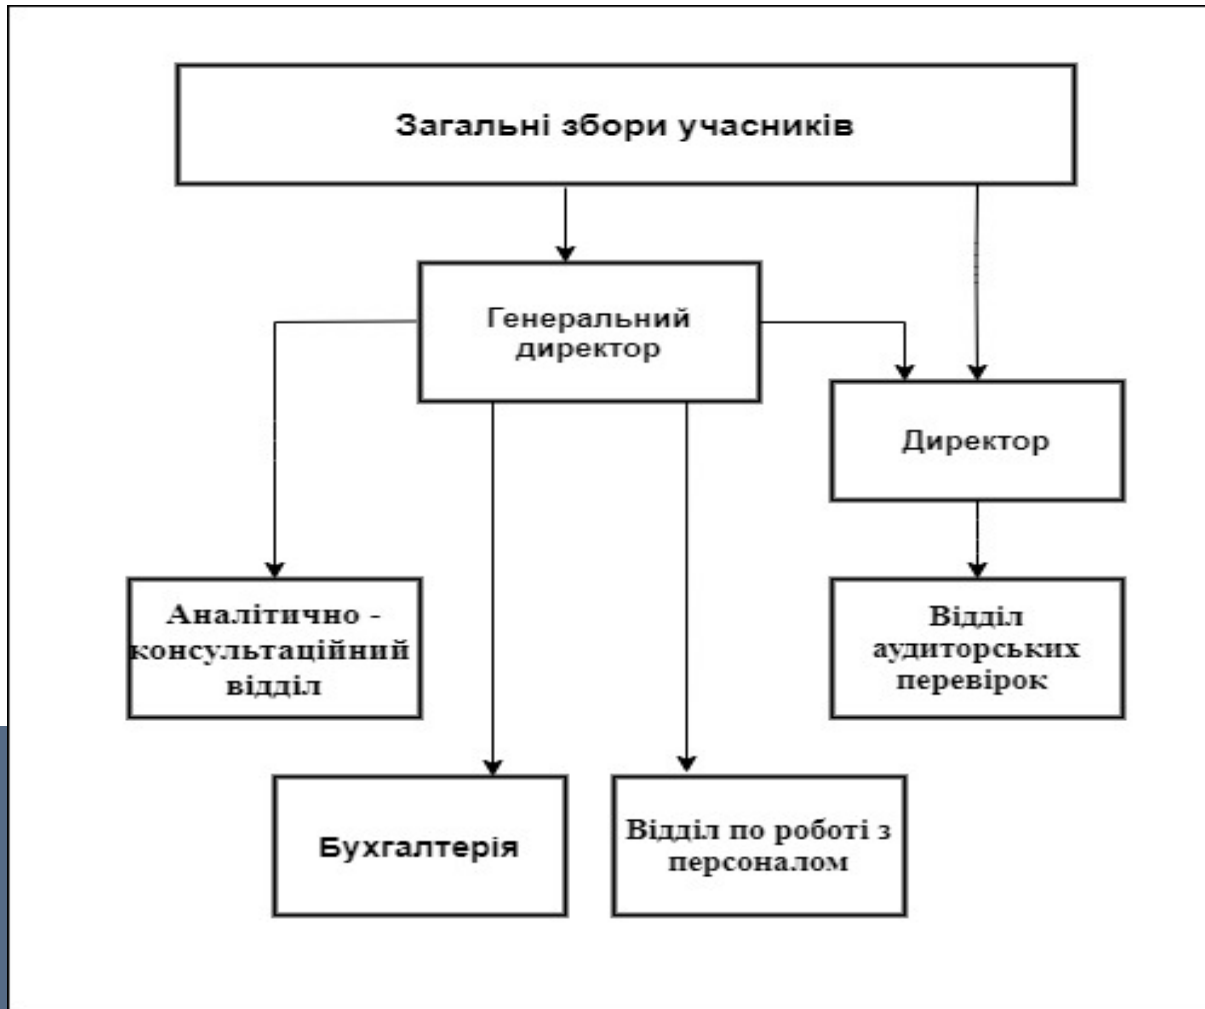 Загальні збори учасників
Генеральний
директор
Директор
Аналітично -
консультаційний
відділ
Відділ
аудиторських
перевірок
Бухгалтерія
Відділ по роботі з
персоналом